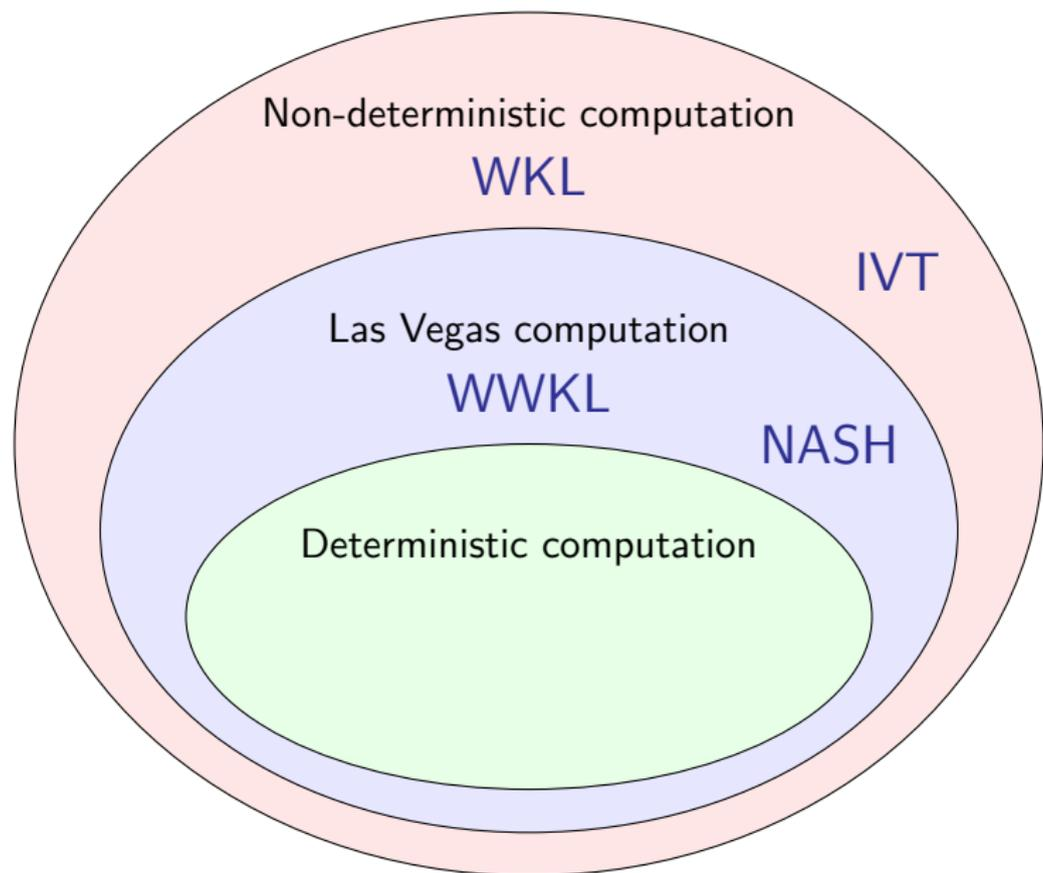 Non-deterministic computation
WKL
IVT
Las Vegas computation
WWKL
NASH
Deterministic computation